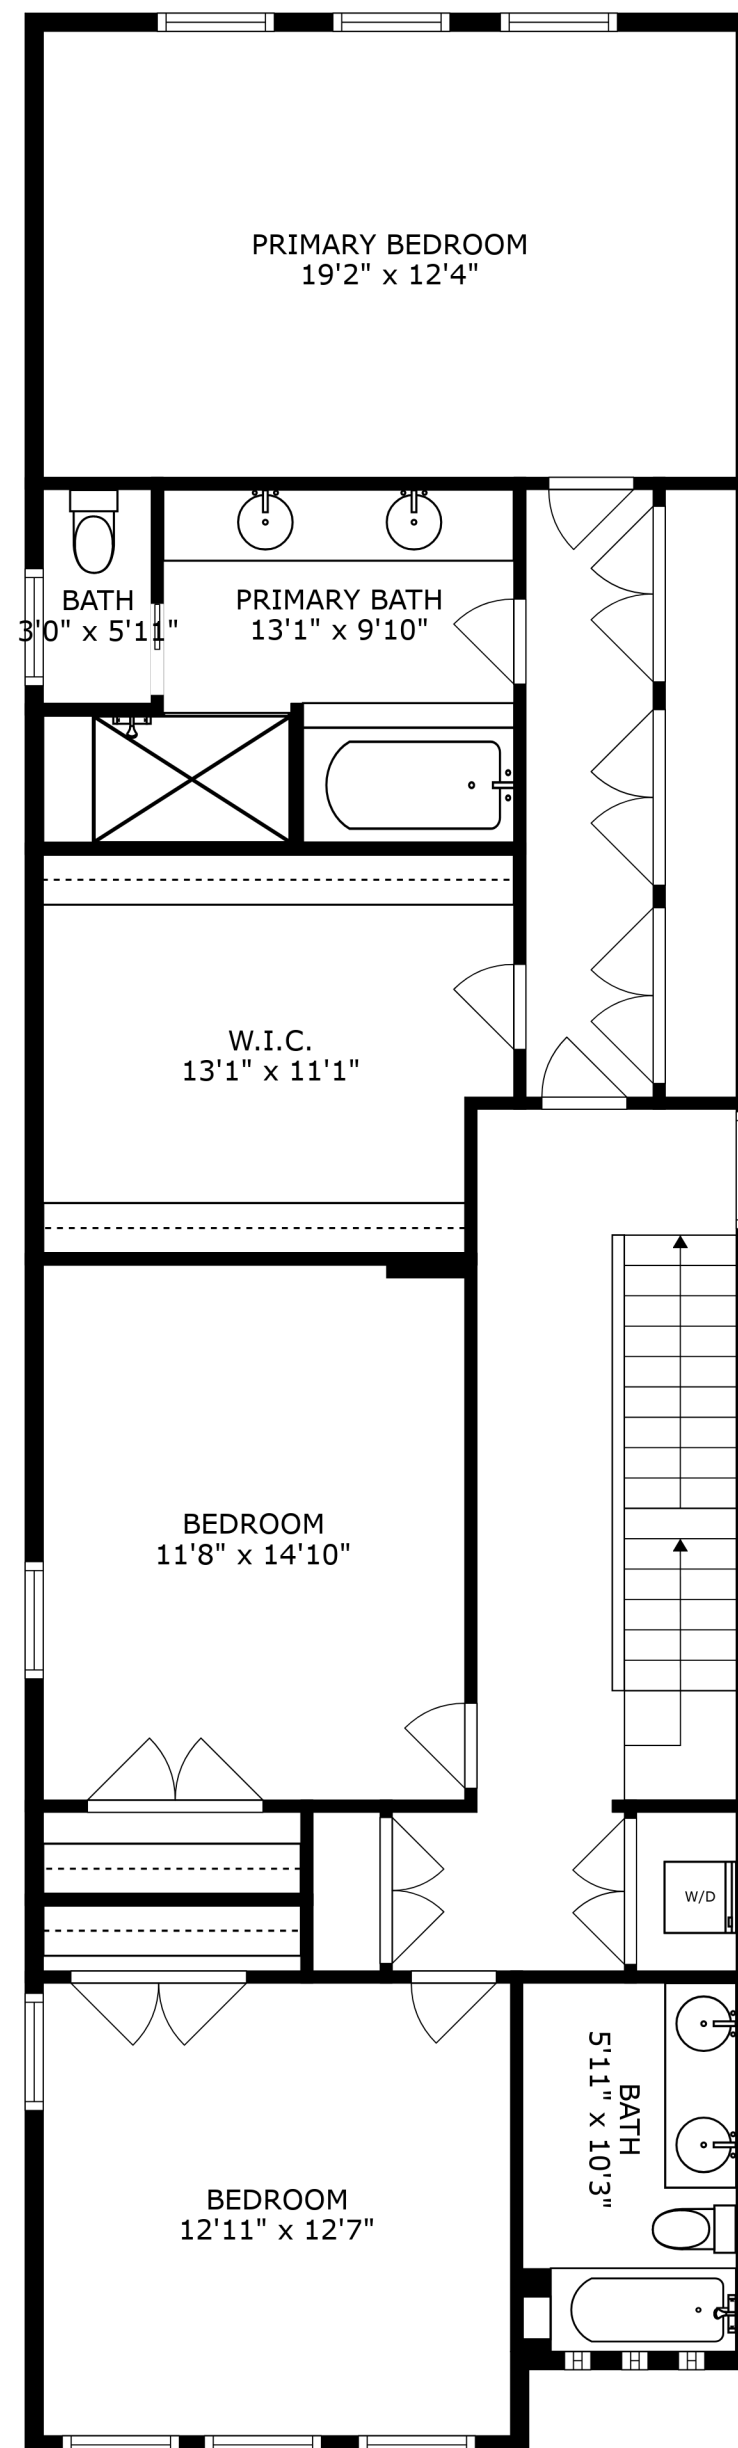 PRIMARY BEDROOM
19'2" x 12'4"
BATH
3'0" x 5'11"
PRIMARY BATH
13'1" x 9'10"
W.I.C.
13'1" x 11'1"
BEDROOM
11'8" x 14'10"
W/D
BATH
5'11" x 10'3"
BEDROOM
12'11" x 12'7"